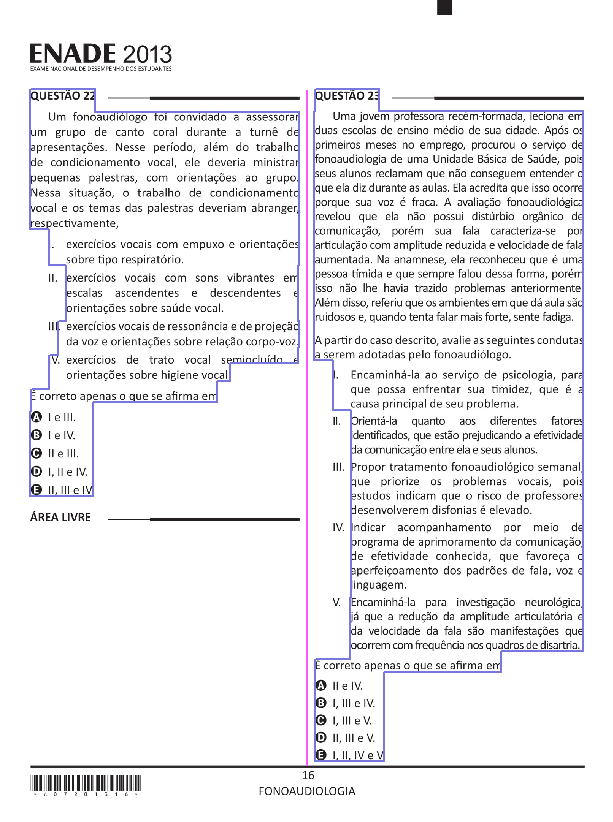 ENADE 2013
EXAME NACIONAL DE DESEMPENHO DOS ESTUDANTES
QUESTÃO 22
Um fonoaudiólogo foi convidado a assessorar
um grupo de canto coral durante a turnê de
apresentações. Nesse período, além do trabalho
de condicionamento vocal, ele deveria ministrar
pequenas palestras, com orientações ao grupo.
Nessa situação, o trabalho de condicionamento
vocal e os temas das palestras deveriam abranger,
respectivamente,
I. exercícios vocais com empuxo e orientações
sobre tipo respiratório.
II. exercícios vocais com sons vibrantes em
escalas ascendentes e descendentes e
orientações sobre saúde vocal.
III. exercícios vocais de ressonância e de projeção
da voz e orientações sobre relação corpo-voz.
IV. exercícios de trato vocal semiocluído e
orientações sobre higiene vocal.
É correto apenas o que se afirma em
A I e III.
B I e IV.
C II e III.
D I, II e IV.
E II, III e IV.
ÁREA LIVRE
QUESTÃO 23
Uma jovem professora recém-formada, leciona em
duas escolas de ensino médio de sua cidade. Após os
primeiros meses no emprego, procurou o serviço de
fonoaudiologia de uma Unidade Básica de Saúde, pois
seus alunos reclamam que não conseguem entender o
que ela diz durante as aulas. Ela acredita que isso ocorre
porque sua voz é fraca. A avaliação fonoaudiológica
revelou que ela não possui distúrbio orgânico de
comunicação, porém sua fala caracteriza-se por
articulação com amplitude reduzida e velocidade de fala
aumentada. Na anamnese, ela reconheceu que é uma
pessoa tímida e que sempre falou dessa forma, porém
isso não lhe havia trazido problemas anteriormente.
Além disso, referiu que os ambientes em que dá aula são
ruidosos e, quando tenta falar mais forte, sente fadiga.
A partir do caso descrito, avalie as seguintes condutas
a serem adotadas pelo fonoaudiólogo.
I. Encaminhá-la ao serviço de psicologia, para
que possa enfrentar sua timidez, que é a
causa principal de seu problema.
II. Orientá-la quanto aos diferentes fatores
identificados, que estão prejudicando a efetividade
da comunicação entre ela e seus alunos.
III. Propor tratamento fonoaudiológico semanal,
que priorize os problemas vocais, pois
estudos indicam que o risco de professores
desenvolverem disfonias é elevado.
IV. Indicar acompanhamento por meio de
programa de aprimoramento da comunicação,
de efetividade conhecida, que favoreça o
aperfeiçoamento dos padrões de fala, voz e
linguagem.
V. Encaminhá-la para investigação neurológica,
já que a redução da amplitude articulatória e
da velocidade da fala são manifestações que
ocorrem com frequência nos quadros de disartria.
É correto apenas o que se afirma em
A II e IV.
B I, III e IV.
C I, III e V.
D II, III e V.
E I, II, IV e V.
16
FONOAUDIOLOGIA